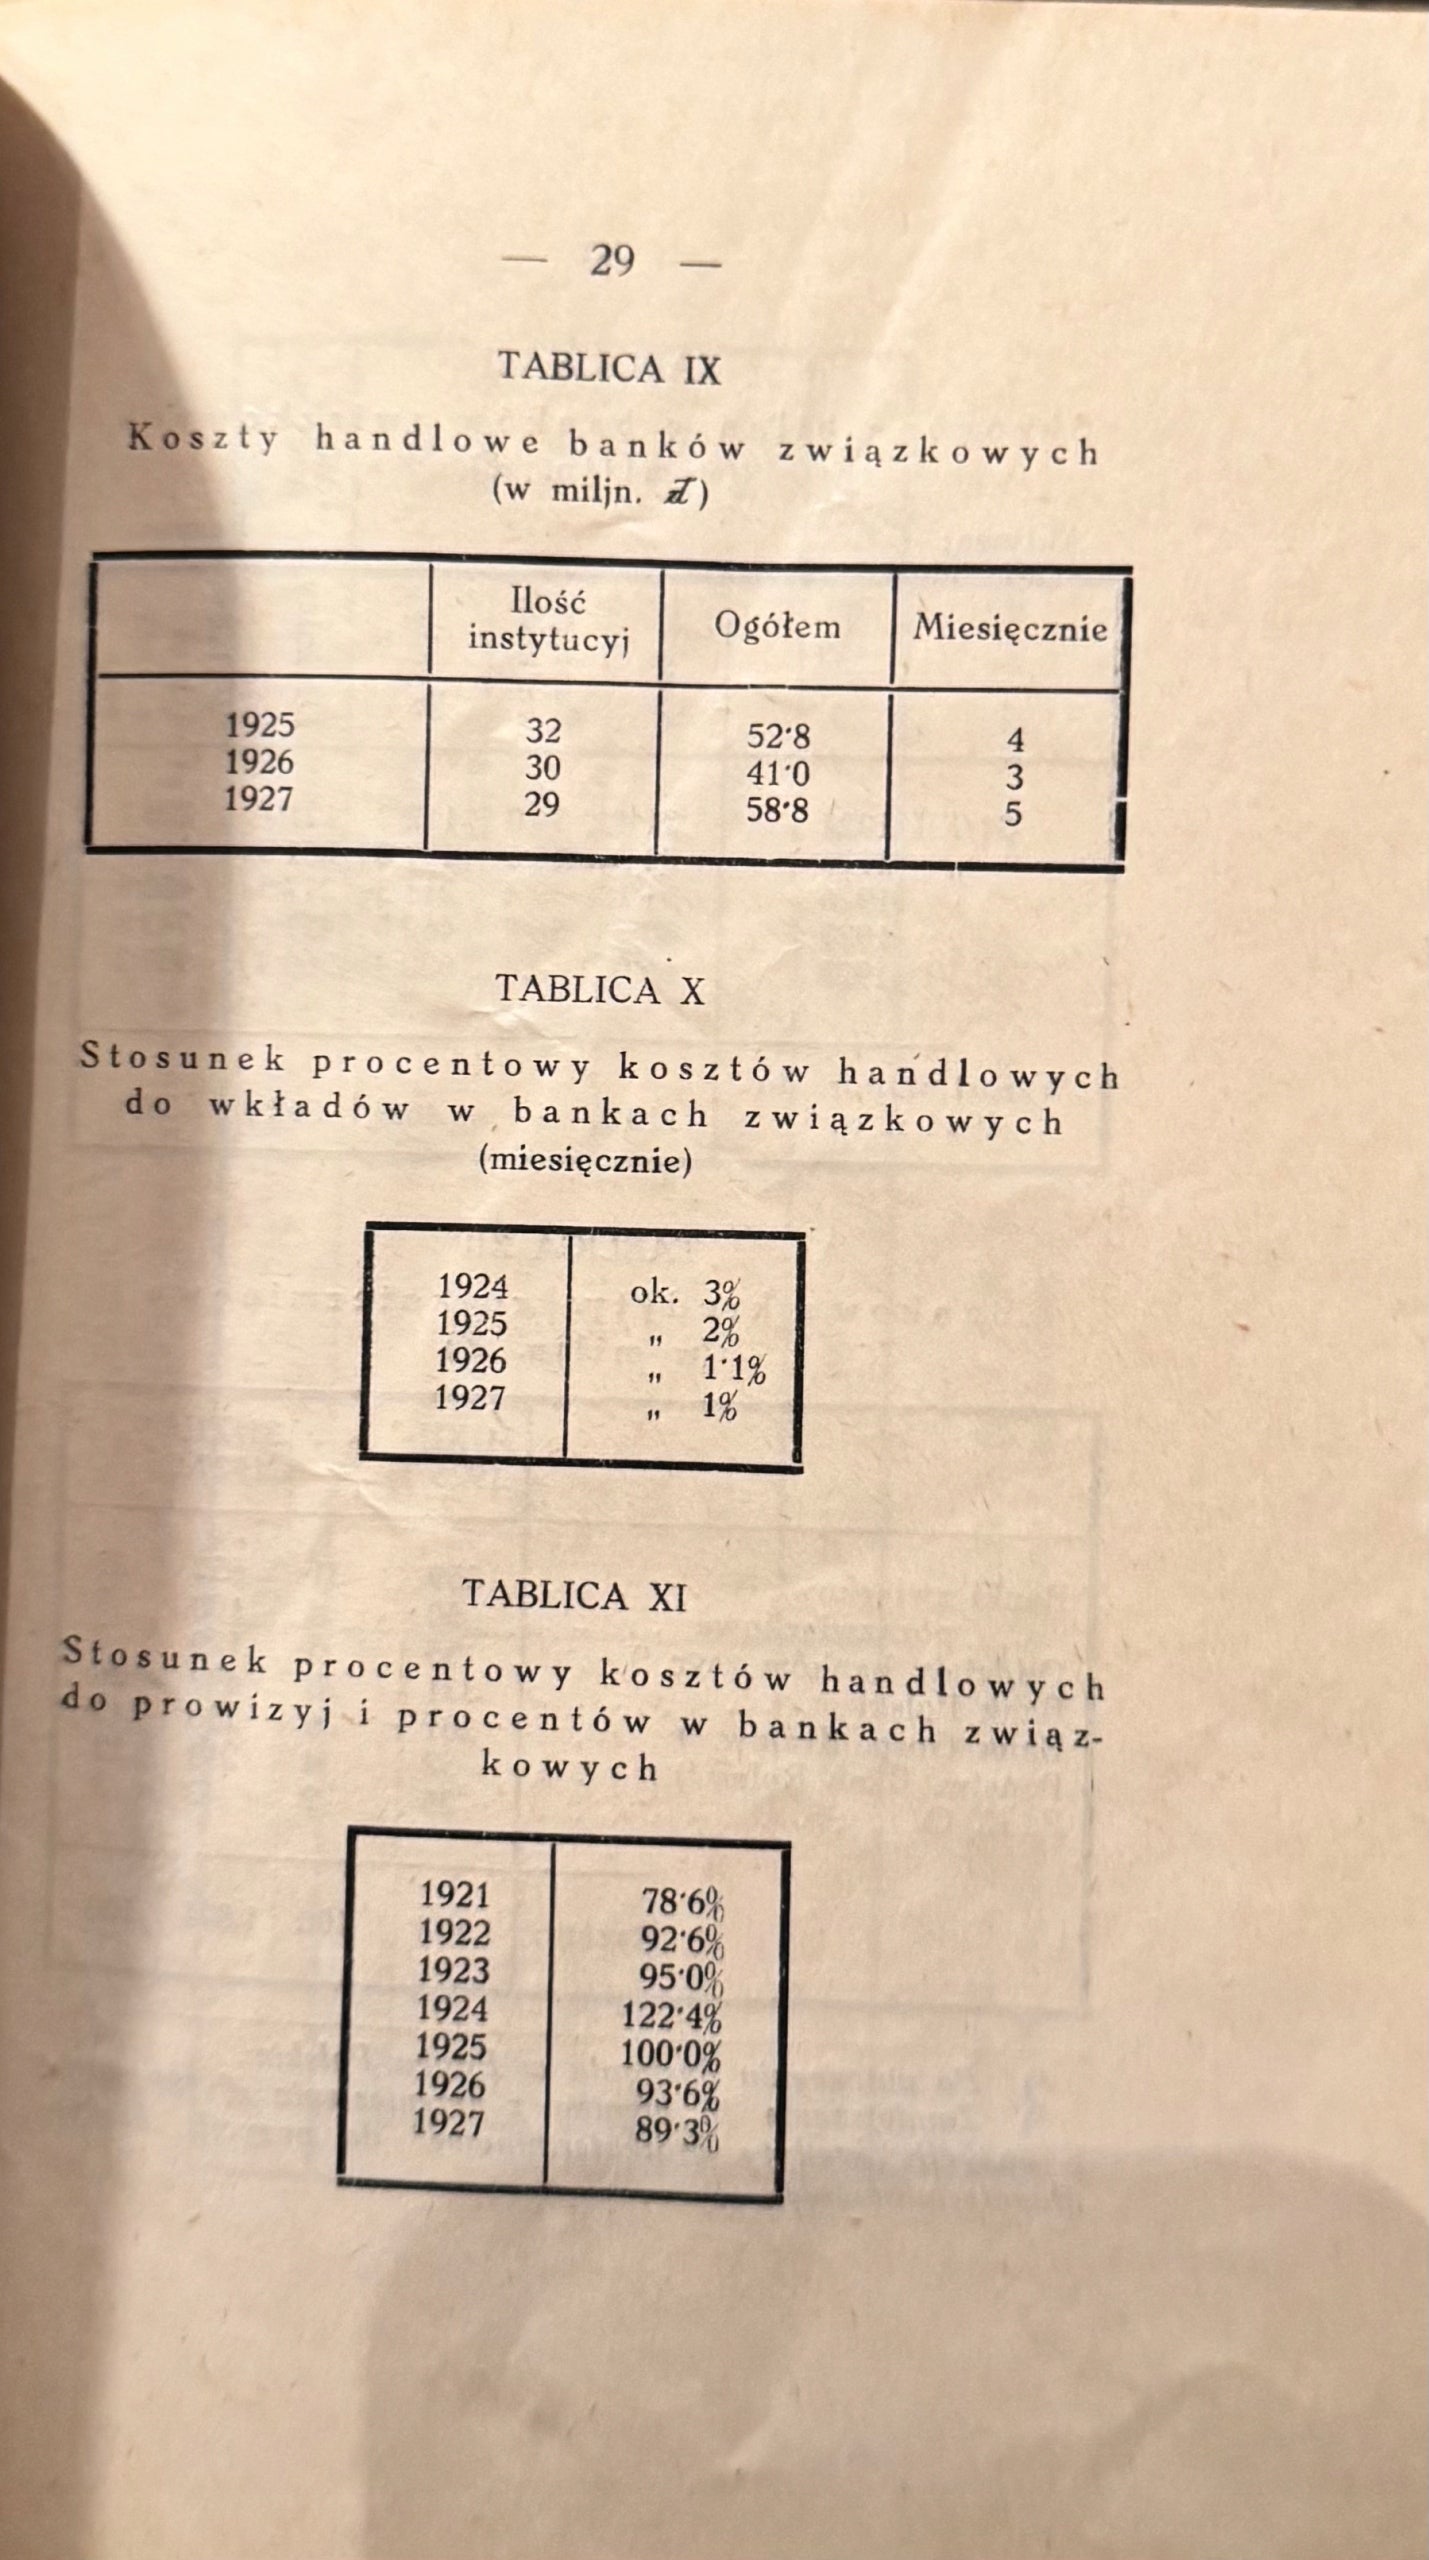 — 29 —
TABLICA IX
Koszty handlowe banków związkowych
(w miljn. zł)
Ilość
instytucyj Ogółem Miesięcznie
1925 32 52·8 4
1926 30 41·0 3
1927 29 58·8 5
TABLICA X
Stosunek procentowy kosztów handlowych
do wkładów w bankach związkowych
(miesięcznie)
1924 ok. 3%
1925 „ 2%
1926 „ 1·1%
1927 „ 1%
TABLICA XI
Stosunek procentowy kosztów handlowych
do prowizyj i procentów w bankach związ-
kowych
1921 78·6%
1922 92·6%
1923 95·0%
1924 122·4%
1925 100·0%
1926 93·6%
1927 89·3%